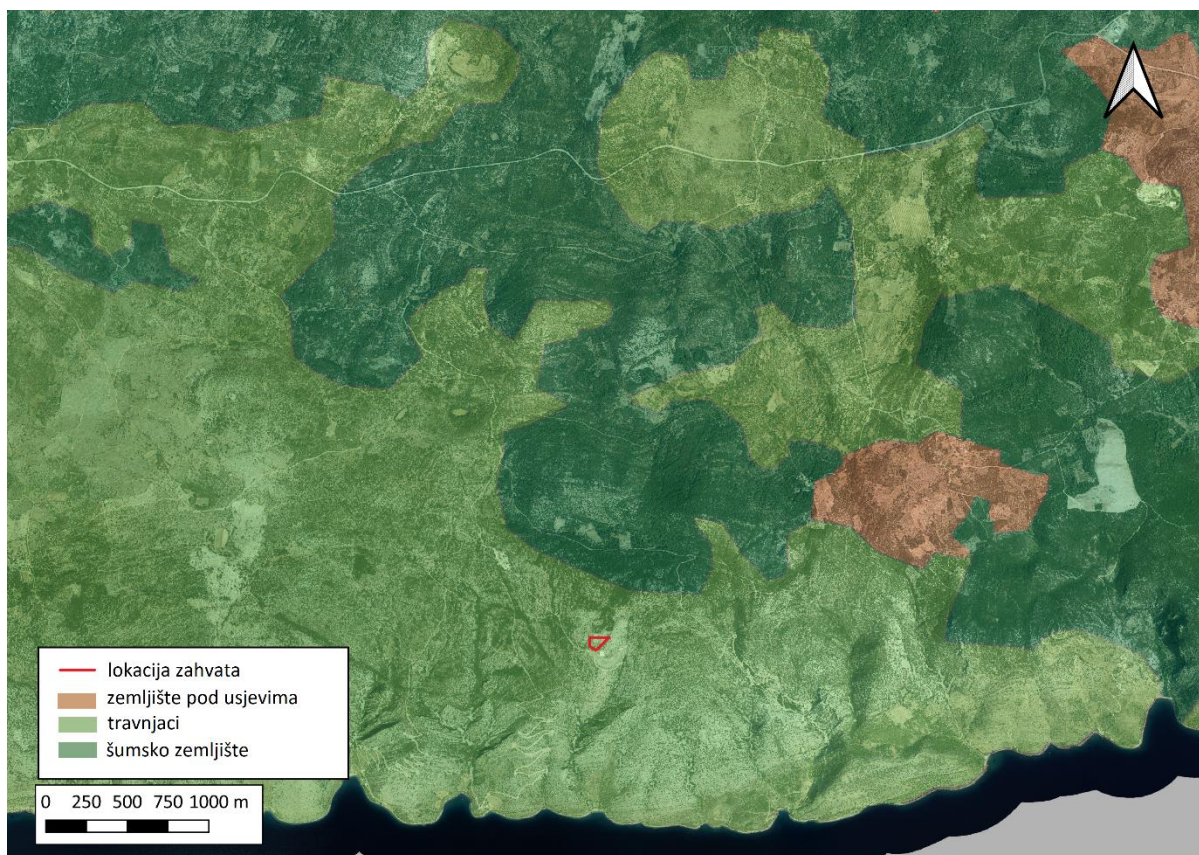 lokacija zahvata
zemljište pod usjevima
travnjaci
šumsko zemljište
0 250 500 750 1000 m